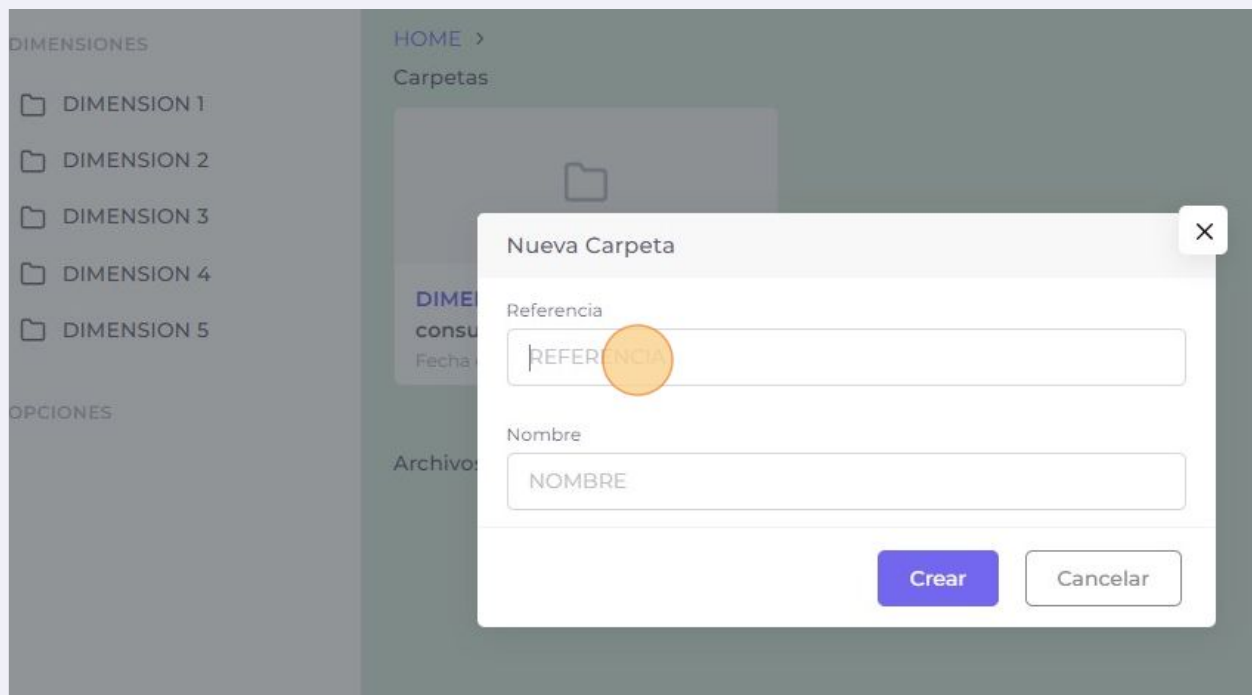 DIMENSIONES
DIMENSION 1
DIMENSION 2
DIMENSION 3
DIMENSION 4
DIMENSION 5
OPCIONES
HOME >
Carpetas
Nueva Carpeta
Referencia
REFERENCIA
Nombre
NOMBRE
Crear
Cancelar
Fecha